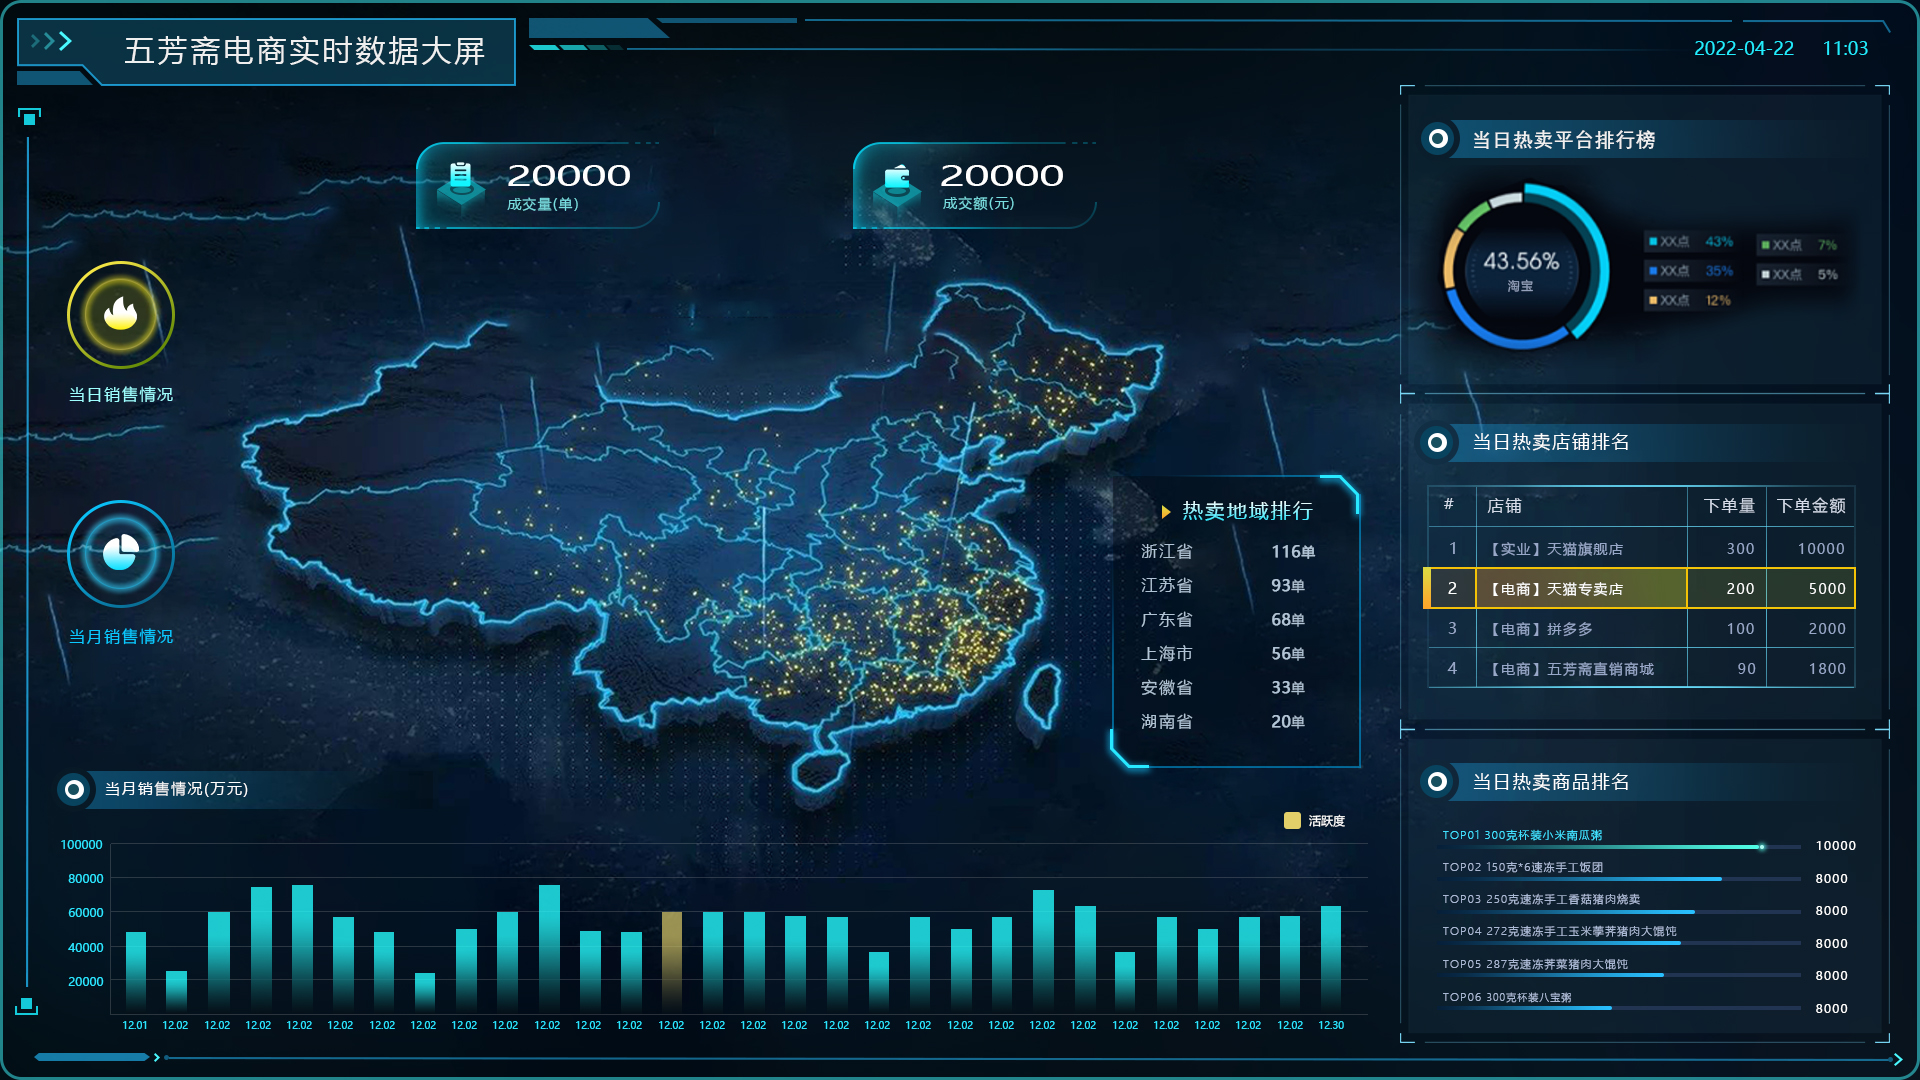 五芳斋电商实时数据大屏
2022-04-22 11:03
20000
成交量(单)
20000
成交额(元)
当日销售情况
当月销售情况
热卖地域排行
浙江省 116单
江苏省 93单
广东省 68单
上海市 56单
安徽省 33单
湖南省 20单
当月销售情况(万元)
活跃度
100000
80000
60000
40000
20000
12.01 12.02 12.02 12.02 12.02 12.02 12.02 12.02 12.02 12.02 12.02 12.02 12.02 12.02 12.02 12.02 12.02 12.02 12.02 12.02 12.02 12.02 12.02 12.02 12.02 12.02 12.02 12.02 12.02 12.30
当日热卖平台排行榜
43.56%
淘宝
XX点 43%
XX点 35%
XX点 12%
XX点 7%
XX点 5%
当日热卖店铺排名
# 店铺 下单量 下单金额
1 【实业】天猫旗舰店 300 10000
2 【电商】天猫专卖店 200 5000
3 【电商】拼多多 100 2000
4 【电商】五芳斋直销商城 90 1800
当日热卖商品排名
TOP01 300克杯装小米南瓜粥 10000
TOP02 150克*6速冻手工饭团 8000
TOP03 250克速冻手工香菇猪肉烧卖 8000
TOP04 272克速冻手工玉米荸荠猪肉大馄饨 8000
TOP05 287克速冻荠菜猪肉大馄饨 8000
TOP06 300克杯装八宝粥 8000